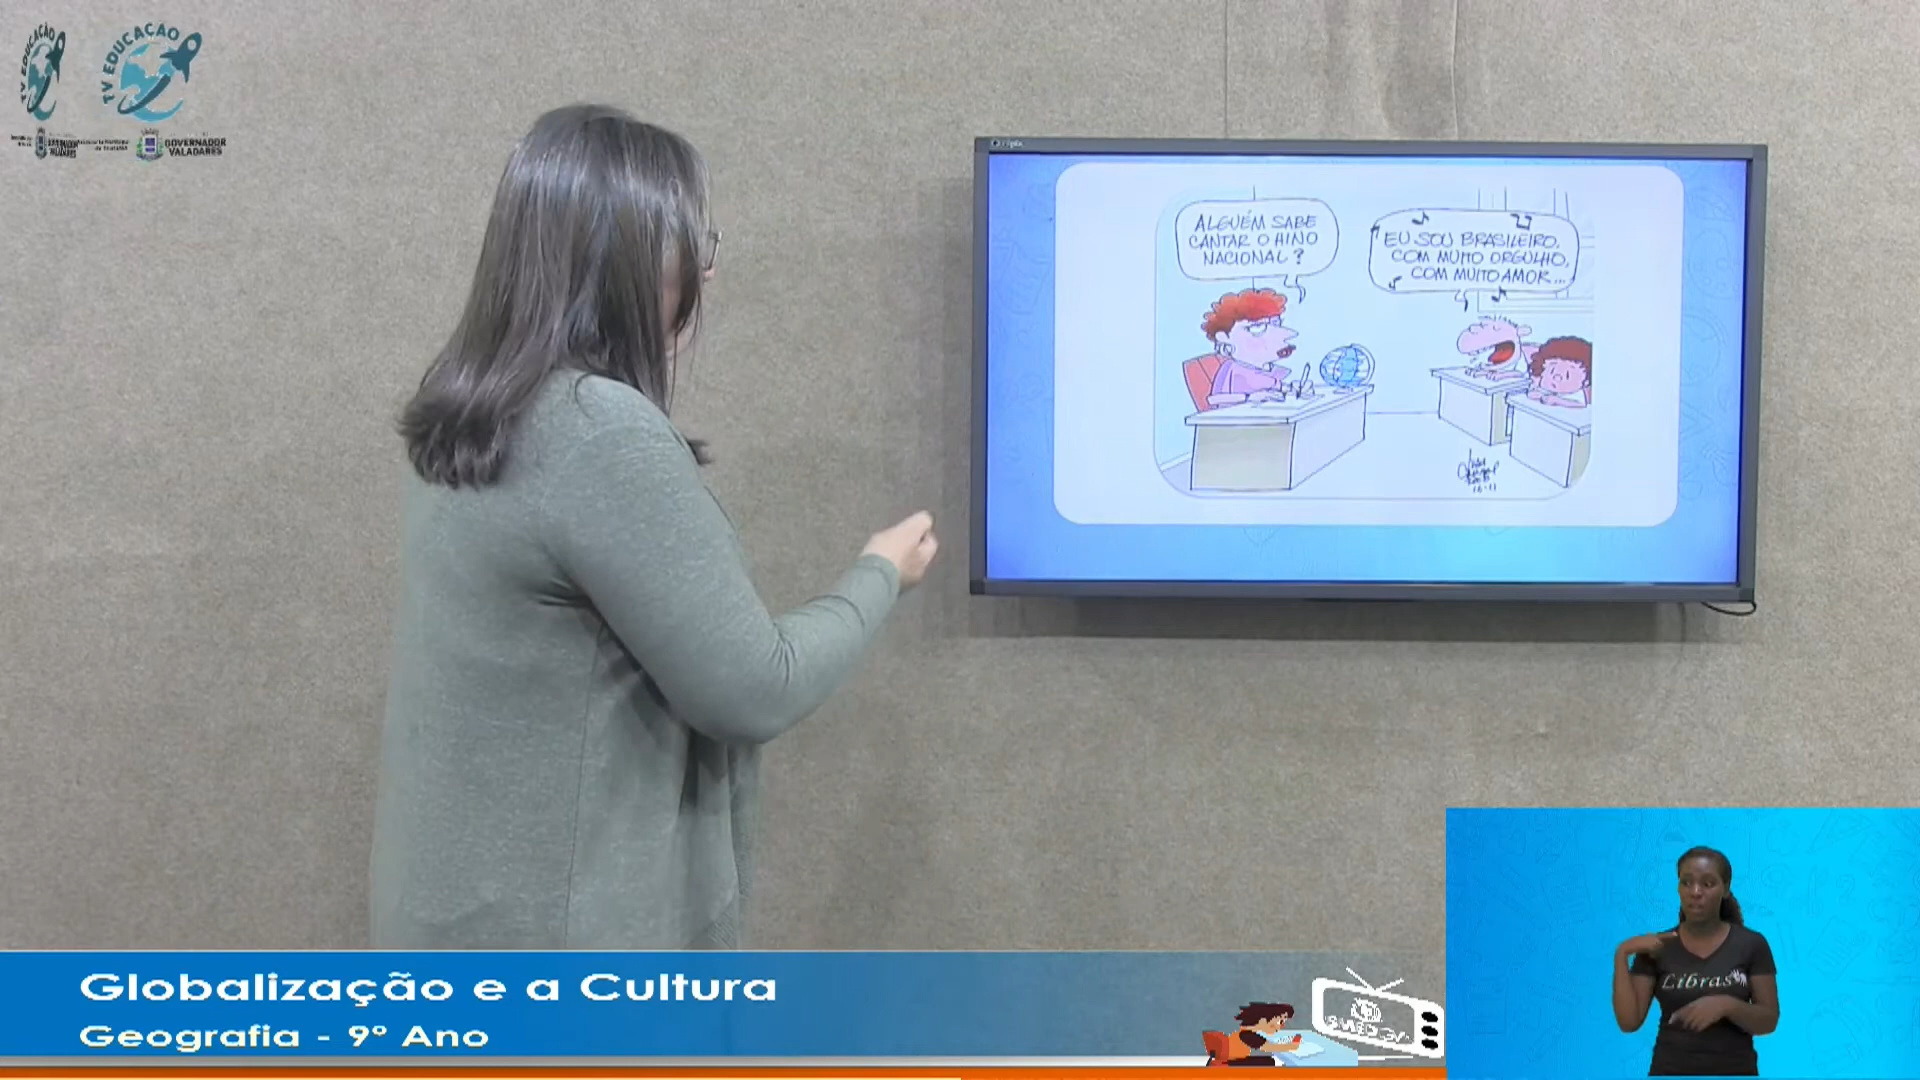 TV EDUCAÇÃO
TV EDUCAÇÃO
GOVERNADOR
VALADARES
ALGUÉM SABE
CANTAR O HINO
NACIONAL?
EU SOU BRASILEIRO,
COM MUITO ORGULHO,
COM MUITO AMOR...
Libras
Globalização e a Cultura
Geografia - 9º Ano